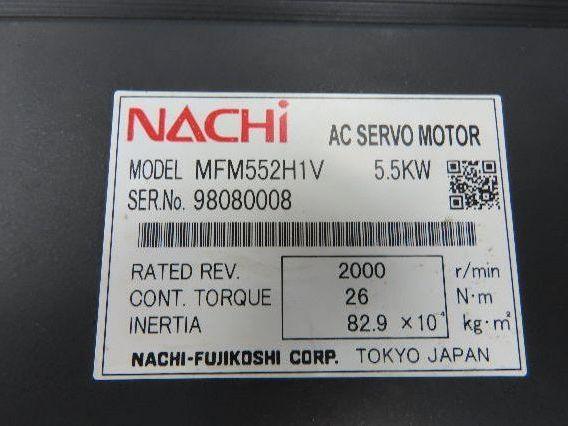 NACHi AC SERVO MOTOR
MODEL MFM552H1V 5.5KW
SER.No. 98080008
RATED REV. 2000 r/min
CONT. TORQUE 26 N·m
INERTIA 82.9 ×10⁻⁴ kg·m²
NACHI-FUJIKOSHI CORP. TOKYO JAPAN